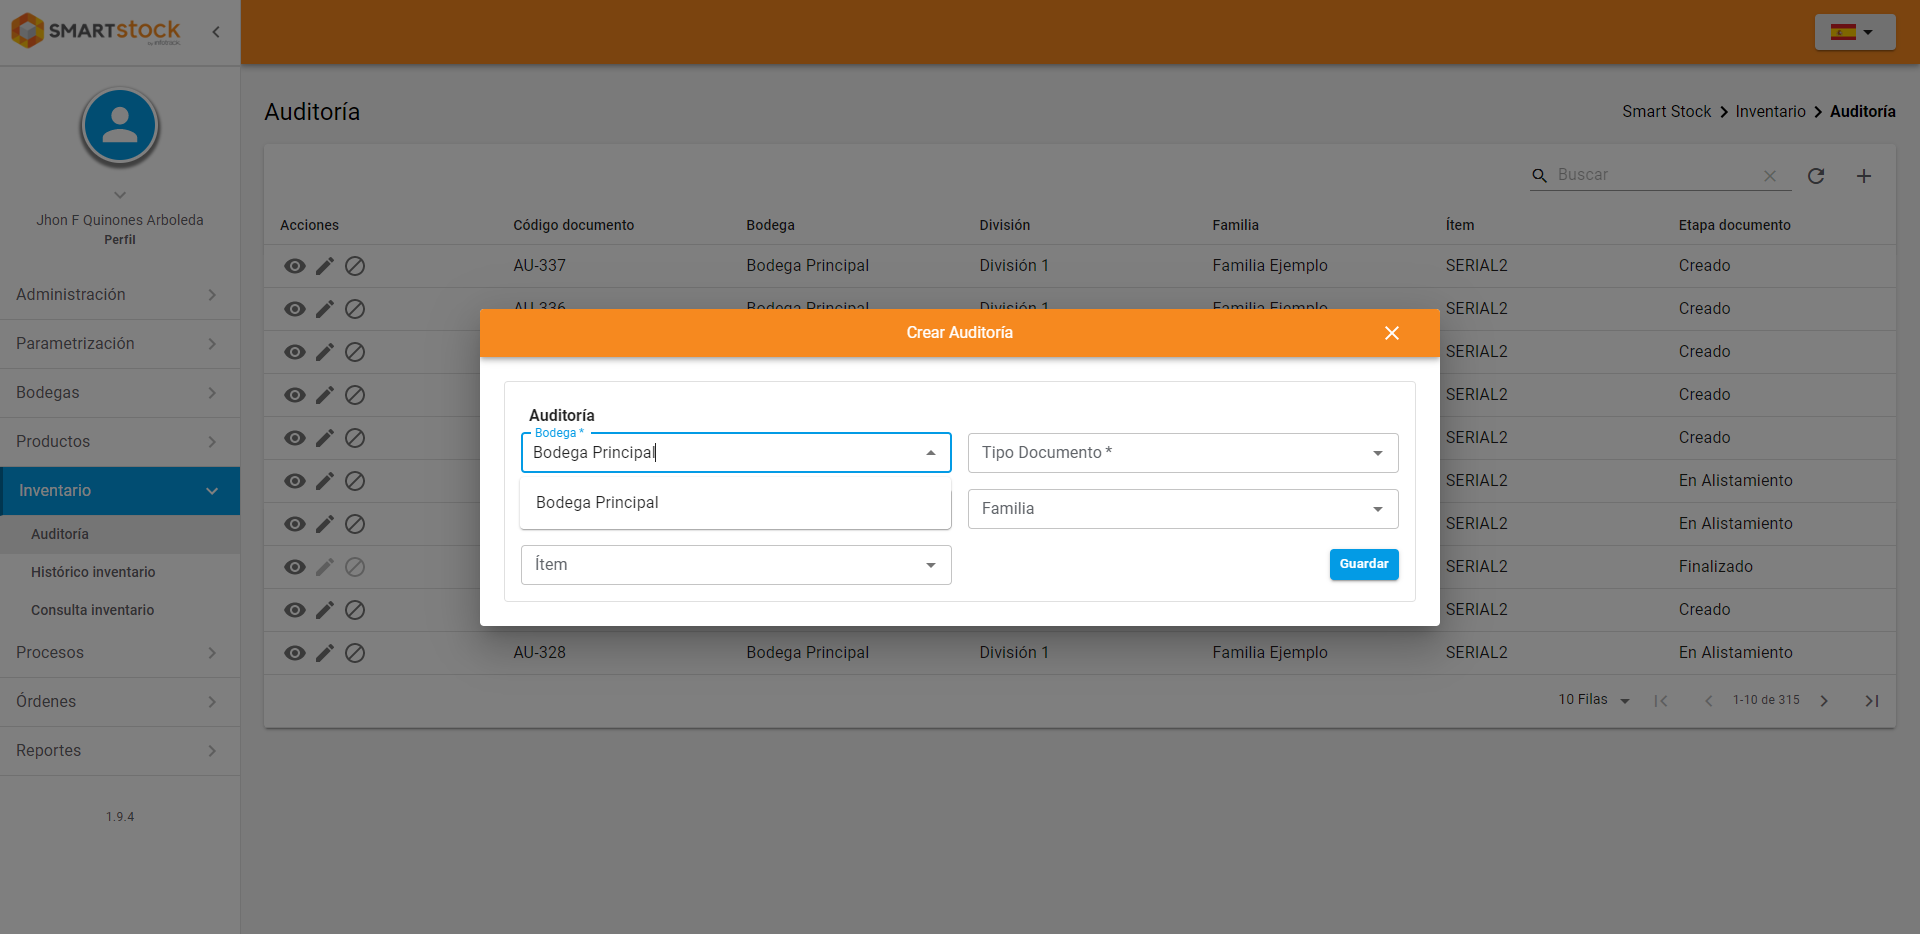 SMARTstock
Auditoría
Smart Stock Inventario Auditoría
Jhon F Quinones Arboleda
Perfil
Buscar
Acciones Código documento Bodega División Familia Ítem Etapa documento
AU-337 Bodega Principal División 1 Familia Ejemplo SERIAL2 Creado
AU-336 Bodega Principal División 1 Familia Ejemplo SERIAL2 Creado
SERIAL2 Creado
SERIAL2 Creado
SERIAL2 Creado
SERIAL2 En Alistamiento
SERIAL2 En Alistamiento
SERIAL2 Finalizado
SERIAL2 Creado
AU-328 Bodega Principal División 1 Familia Ejemplo SERIAL2 En Alistamiento
10 Filas 1-10 de 315
Administración
Parametrización
Bodegas
Productos
Inventario
Auditoría
Histórico inventario
Consulta inventario
Procesos
Órdenes
Reportes
1.9.4
Crear Auditoría
Auditoría
Bodega *
Bodega Principal
Tipo Documento *
Bodega Principal
Familia
Ítem
Guardar